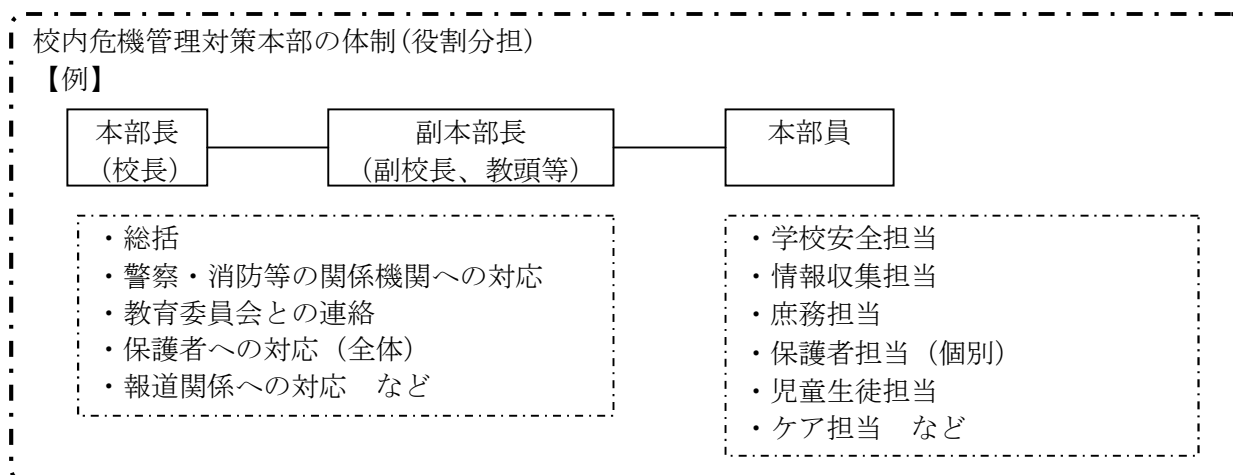 校内危機管理対策本部の体制(役割分担)
【例】
本部長
（校長）
副本部長
（副校長、教頭等）
本部員
・総括
・警察・消防等の関係機関への対応
・教育委員会との連絡
・保護者への対応（全体）
・報道関係への対応　など
・学校安全担当
・情報収集担当
・庶務担当
・保護者担当（個別）
・児童生徒担当
・ケア担当　など